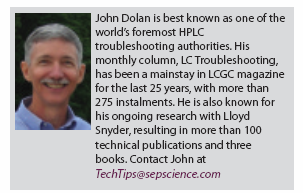 John Dolan is best known as one of the
world's foremost HPLC
troubleshooting authorities. His
monthly column, LC Troubleshooting,
has been a mainstay in LCGC magazine
for the last 25 years, with more than
275 instalments. He is also known for
his ongoing research with Lloyd
Snyder, resulting in more than 100
technical publications and three
books. Contact John at
TechTips@sepscience.com